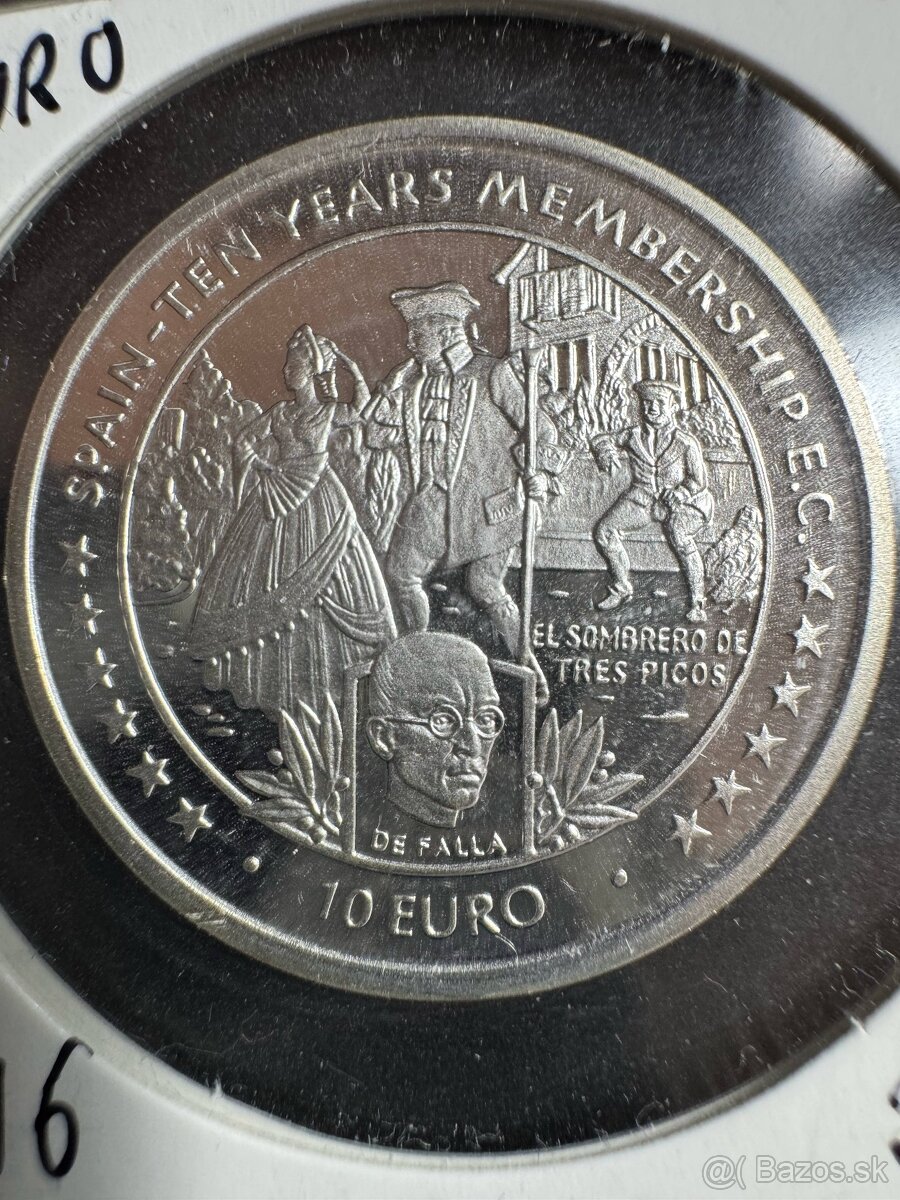 SPAIN-TEN YEARS MEMBERSHIP E.C.
EL SOMBRERO DE
TRES PICOS
DE FALLA
10 EURO
@( Bazos.sk